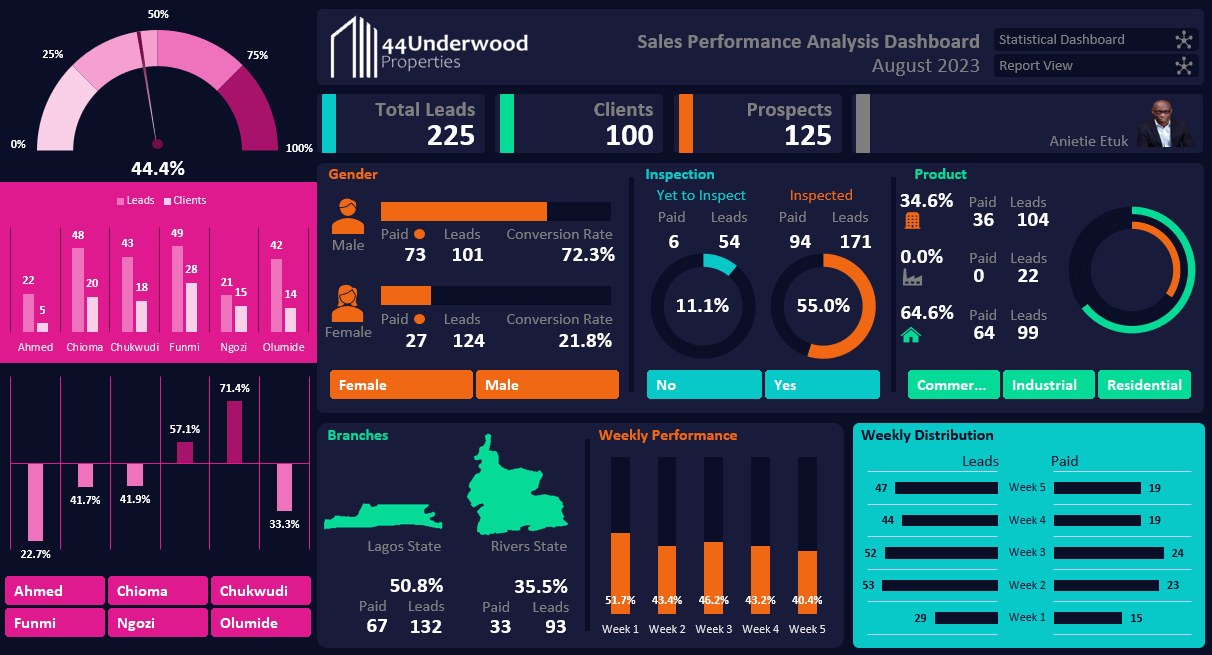 50%
25%
75%
0%
100%
44.4%
Leads Clients
22 5 48 20 43 18 49 28 21 15 42 14
Ahmed Chioma Chukwudi Funmi Ngozi Olumide
22.7% 41.7% 41.9% 57.1% 71.4% 33.3%
Ahmed Chioma Chukwudi
Funmi Ngozi Olumide
44Underwood
Properties
Sales Performance Analysis Dashboard
August 2023
Statistical Dashboard
Report View
Total Leads
225
Clients
100
Prospects
125
Anietie Etuk
Gender
Male
Paid Leads Conversion Rate
73 101 72.3%
Female
Paid Leads Conversion Rate
27 124 21.8%
Female Male
Inspection
Yet to Inspect
Paid Leads
6 54
11.1%
Inspected
Paid Leads
94 171
55.0%
No Yes
Product
34.6% Paid Leads
36 104
0.0% Paid Leads
0 22
64.6% Paid Leads
64 99
Commer... Industrial Residential
Branches
Lagos State
50.8%
Paid Leads
67 132
Rivers State
35.5%
Paid Leads
33 93
Weekly Performance
51.7% 43.4% 46.2% 43.2% 40.4%
Week 1 Week 2 Week 3 Week 4 Week 5
Weekly Distribution
Leads Paid
47 Week 5 19
44 Week 4 19
52 Week 3 24
53 Week 2 23
29 Week 1 15